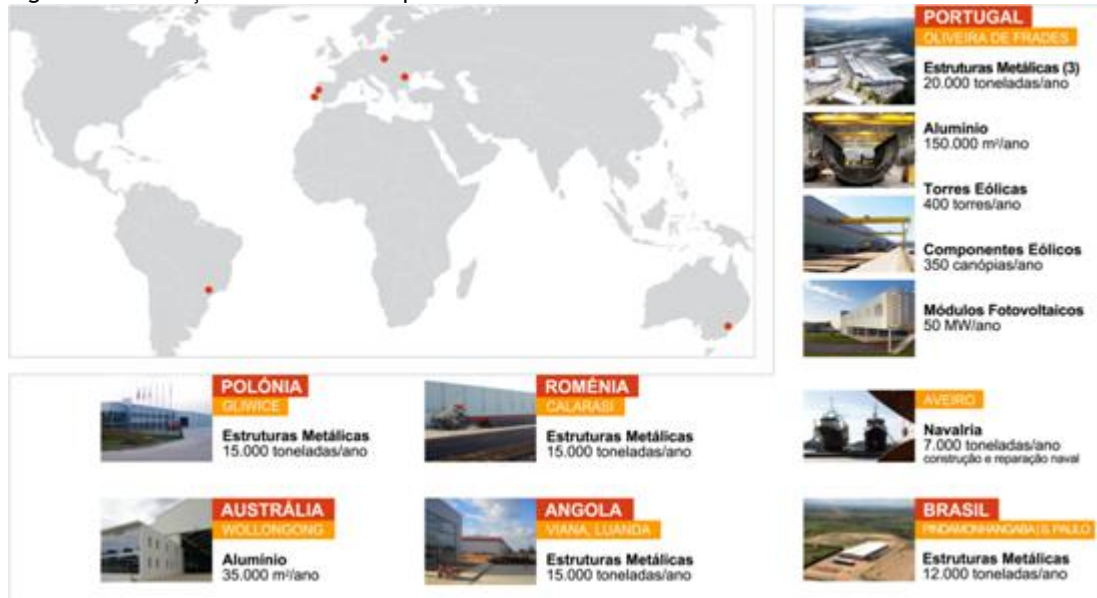 PORTUGAL
OLIVEIRA DE FRADES
Estruturas Metálicas (3)
20.000 toneladas/ano
Alumínio
150.000 m²/ano
Torres Eólicas
400 torres/ano
Componentes Eólicos
350 canópias/ano
Módulos Fotovoltaicos
50 MW/ano
POLÓNIA
GLIWICE
Estruturas Metálicas
15.000 toneladas/ano
ROMÉNIA
CALARASI
Estruturas Metálicas
15.000 toneladas/ano
AVEIRO
Navalria
7.000 toneladas/ano
construção e reparação naval
AUSTRÁLIA
WOLLONGONG
Alumínio
35.000 m²/ano
ANGOLA
VIANA, LUANDA
Estruturas Metálicas
15.000 toneladas/ano
BRASIL
PINDAMONHANGABA | S. PAULO
Estruturas Metálicas
12.000 toneladas/ano